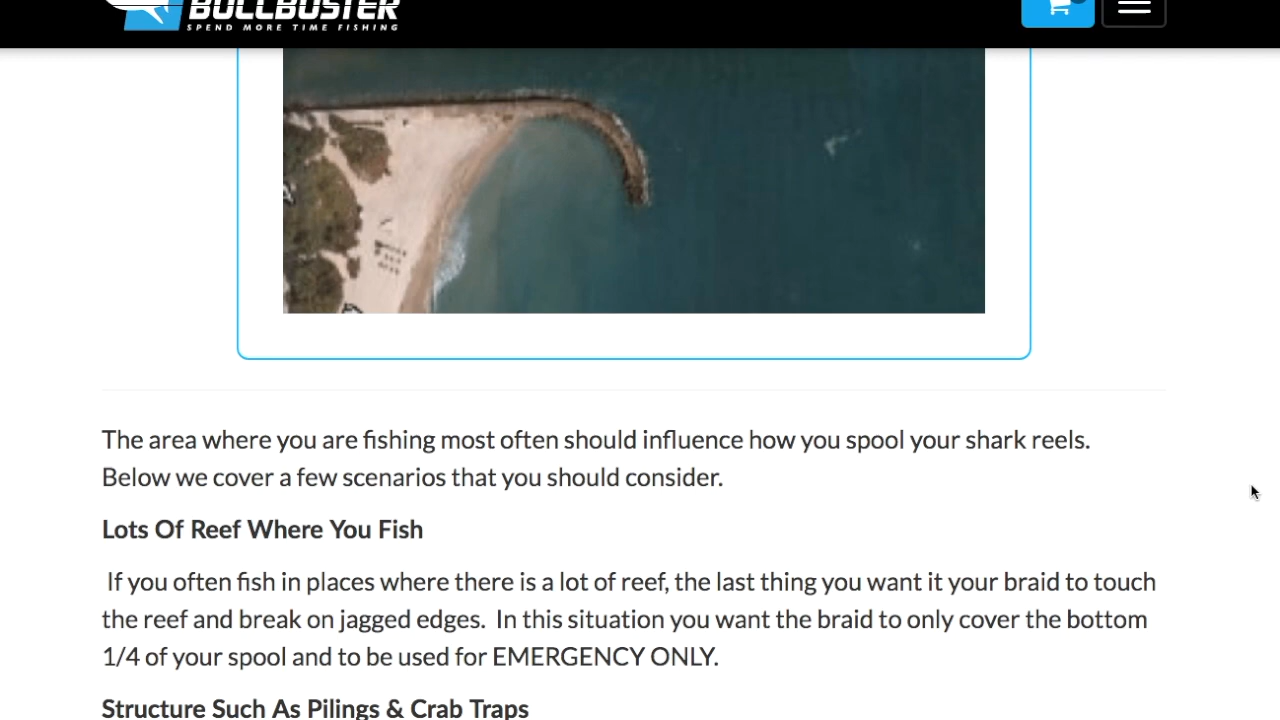 BULLBUSTER
SPEND MORE TIME FISHING
The area where you are fishing most often should influence how you spool your shark reels.
Below we cover a few scenarios that you should consider.
Lots Of Reef Where You Fish
If you often fish in places where there is a lot of reef, the last thing you want it your braid to touch
the reef and break on jagged edges.  In this situation you want the braid to only cover the bottom
1/4 of your spool and to be used for EMERGENCY ONLY.
Structure Such As Pilings & Crab Traps